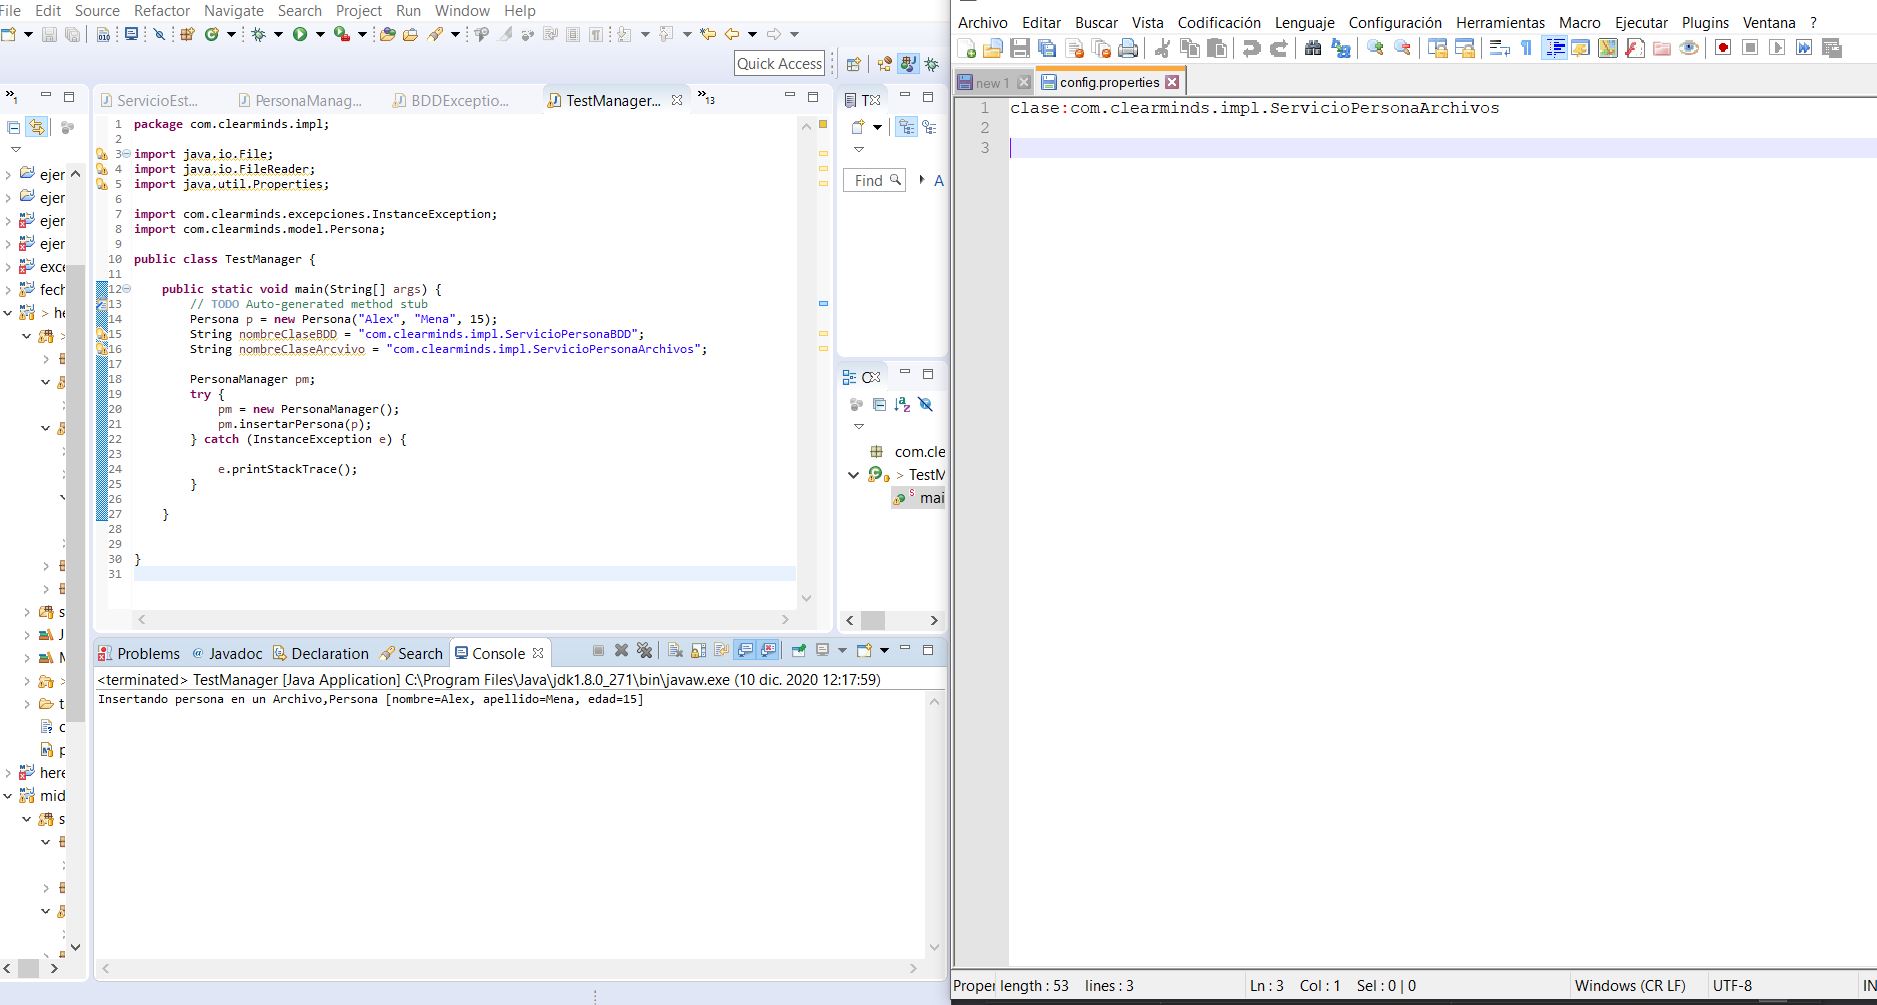 File Edit Source Refactor Navigate Search Project Run Window Help
Quick Access
1
ServicioEst...
PersonaManag...
BDDExceptio...
TestManager...
13
1 package com.clearminds.impl;
2
3 import java.io.File;
4 import java.io.FileReader;
5 import java.util.Properties;
6
7 import com.clearminds.excepciones.InstanceException;
8 import com.clearminds.model.Persona;
9
10 public class TestManager {
11
12 public static void main(String[] args) {
13 // TODO Auto-generated method stub
14 Persona p = new Persona("Alex", "Mena", 15);
15 String nombreClaseBDD = "com.clearminds.impl.ServicioPersonaBDD";
16 String nombreClaseArcvivo = "com.clearminds.impl.ServicioPersonaArchivos";
17
18 PersonaManager pm;
19 try {
20 pm = new PersonaManager();
21 pm.insertarPersona(p);
22 } catch (InstanceException e) {
23
24 e.printStackTrace();
25 }
26
27 }
28
29
30 }
31
ejer
ejer
ejer
ejer
exce
fech
> he
>
s
J
M
>
t
c
p
here
mid
s
T
Find
A
com.cle
> TestM
S mai
Problems @ Javadoc Declaration Search Console
<terminated> TestManager [Java Application] C:\Program Files\Java\jdk1.8.0_271\bin\javaw.exe (10 dic. 2020 12:17:59)
Insertando persona en un Archivo,Persona [nombre=Alex, apellido=Mena, edad=15]
Archivo Editar Buscar Vista Codificación Lenguaje Configuración Herramientas Macro Ejecutar Plugins Ventana ?
new 1
config.properties
1 clase:com.clearminds.impl.ServicioPersonaArchivos
2
3
Proper length : 53 lines : 3 Ln : 3 Col : 1 Sel : 0 | 0 Windows (CR LF) UTF-8 IN